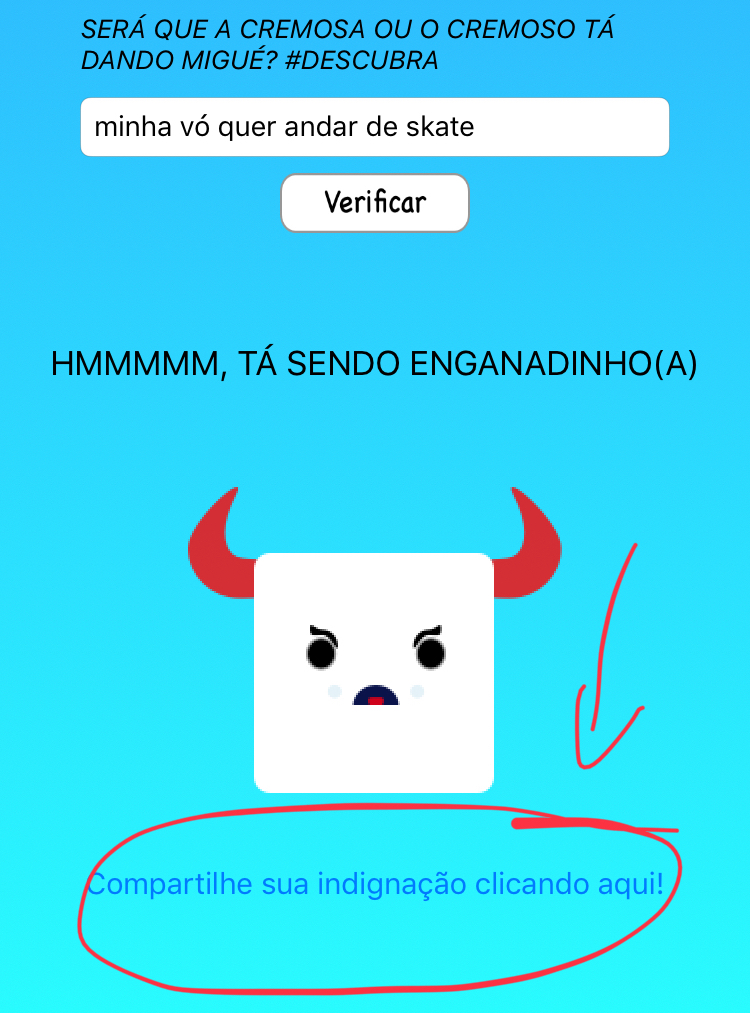 SERÁ QUE A CREMOSA OU O CREMOSO TÁ
DANDO MIGUÉ? #DESCUBRA
minha vó quer andar de skate
Verificar
HMMMMM, TÁ SENDO ENGANADINHO(A)
Compartilhe sua indignação clicando aqui!